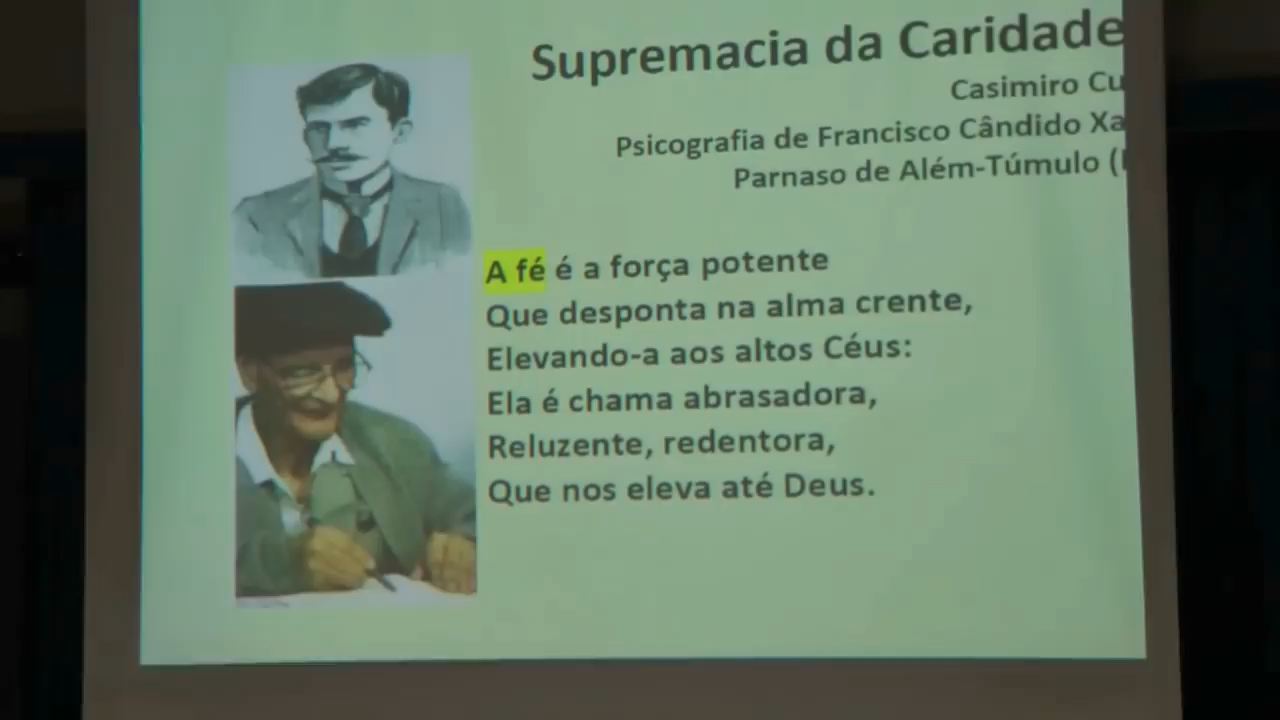 Supremacia da Caridade
Casimiro Cu
Psicografia de Francisco Cândido Xa
Parnaso de Além-Túmulo (
A fé é a força potente
Que desponta na alma crente,
Elevando-a aos altos Céus:
Ela é chama abrasadora,
Reluzente, redentora,
Que nos eleva até Deus.